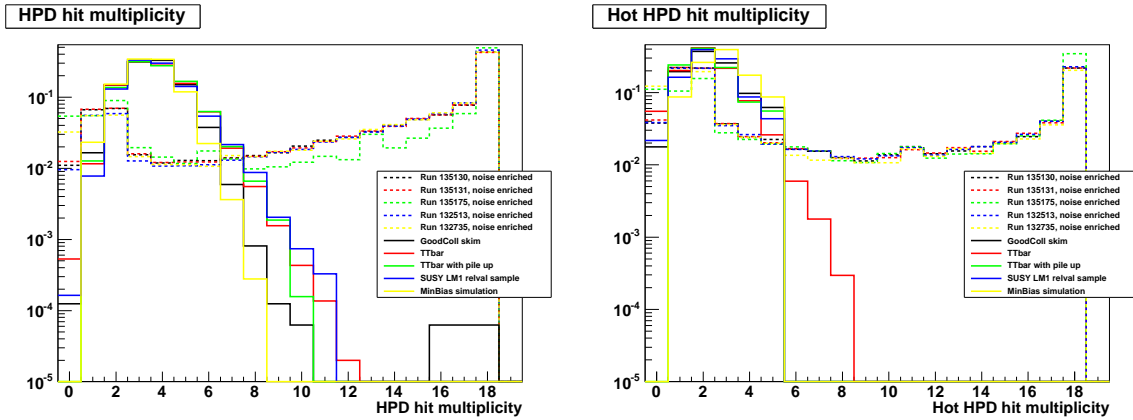 HPD hit multiplicity
10^-1
10^-2
10^-3
10^-4
10^-5
0 2 4 6 8 10 12 14 16 18
HPD hit multiplicity
Run 135130, noise enriched
Run 135131, noise enriched
Run 135175, noise enriched
Run 132513, noise enriched
Run 132735, noise enriched
GoodColl skim
TTbar
TTbar with pile up
SUSY LM1 relval sample
MinBias simulation
Hot HPD hit multiplicity
10^-1
10^-2
10^-3
10^-4
10^-5
0 2 4 6 8 10 12 14 16 18
Hot HPD hit multiplicity
Run 135130, noise enriched
Run 135131, noise enriched
Run 135175, noise enriched
Run 132513, noise enriched
Run 132735, noise enriched
GoodColl skim
TTbar
TTbar with pile up
SUSY LM1 relval sample
MinBias simulation